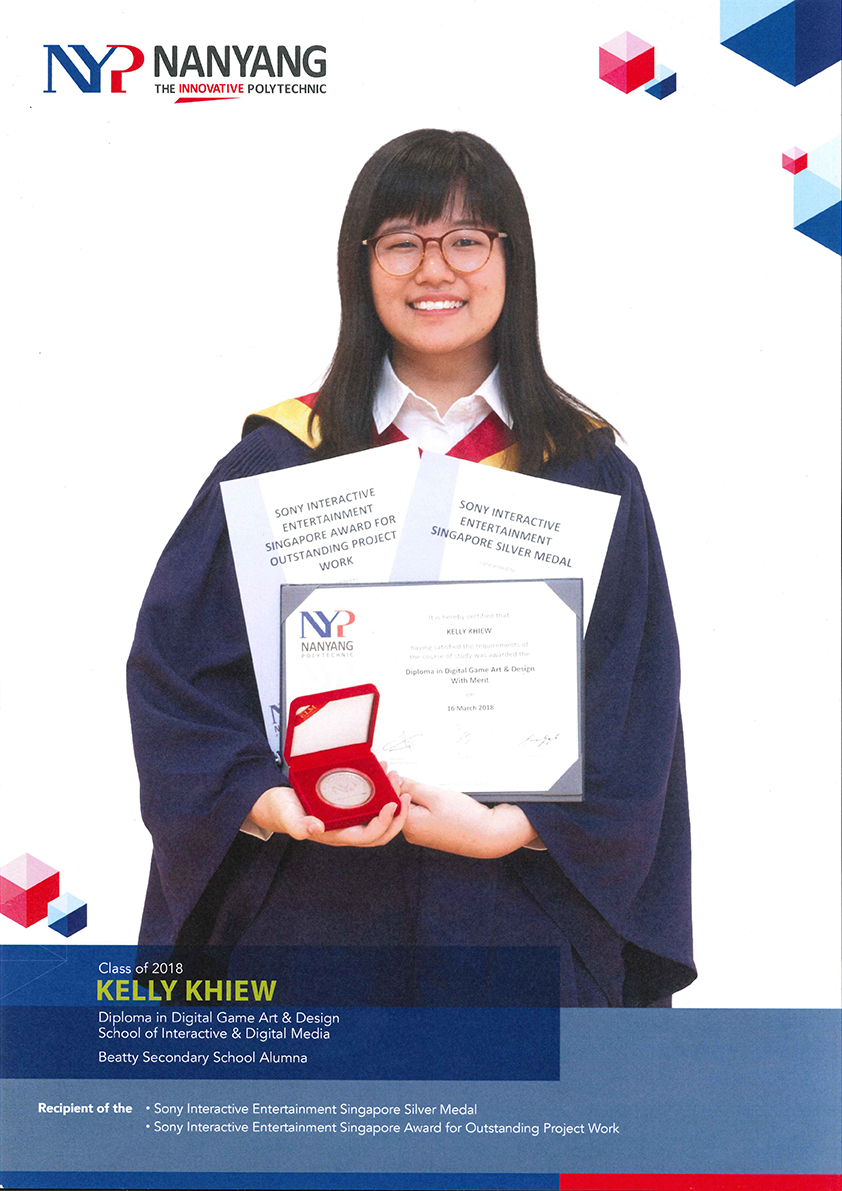 NYP NANYANG
THE INNOVATIVE POLYTECHNIC
SONY INTERACTIVE
ENTERTAINMENT
SINGAPORE AWARD FOR
OUTSTANDING PROJECT
WORK
SONY INTERACTIVE
ENTERTAINMENT
SINGAPORE SILVER MEDAL
NYP
NANYANG
POLYTECHNIC
It is hereby certified that
KELLY KHIEW
having satisfied the requirements of
the course of study was awarded the
Diploma in Digital Game Art & Design
With Merit
on
16 March 2018
Class of 2018
KELLY KHIEW
Diploma in Digital Game Art & Design
School of Interactive & Digital Media
Beatty Secondary School Alumna
Recipient of the • Sony Interactive Entertainment Singapore Silver Medal
• Sony Interactive Entertainment Singapore Award for Outstanding Project Work